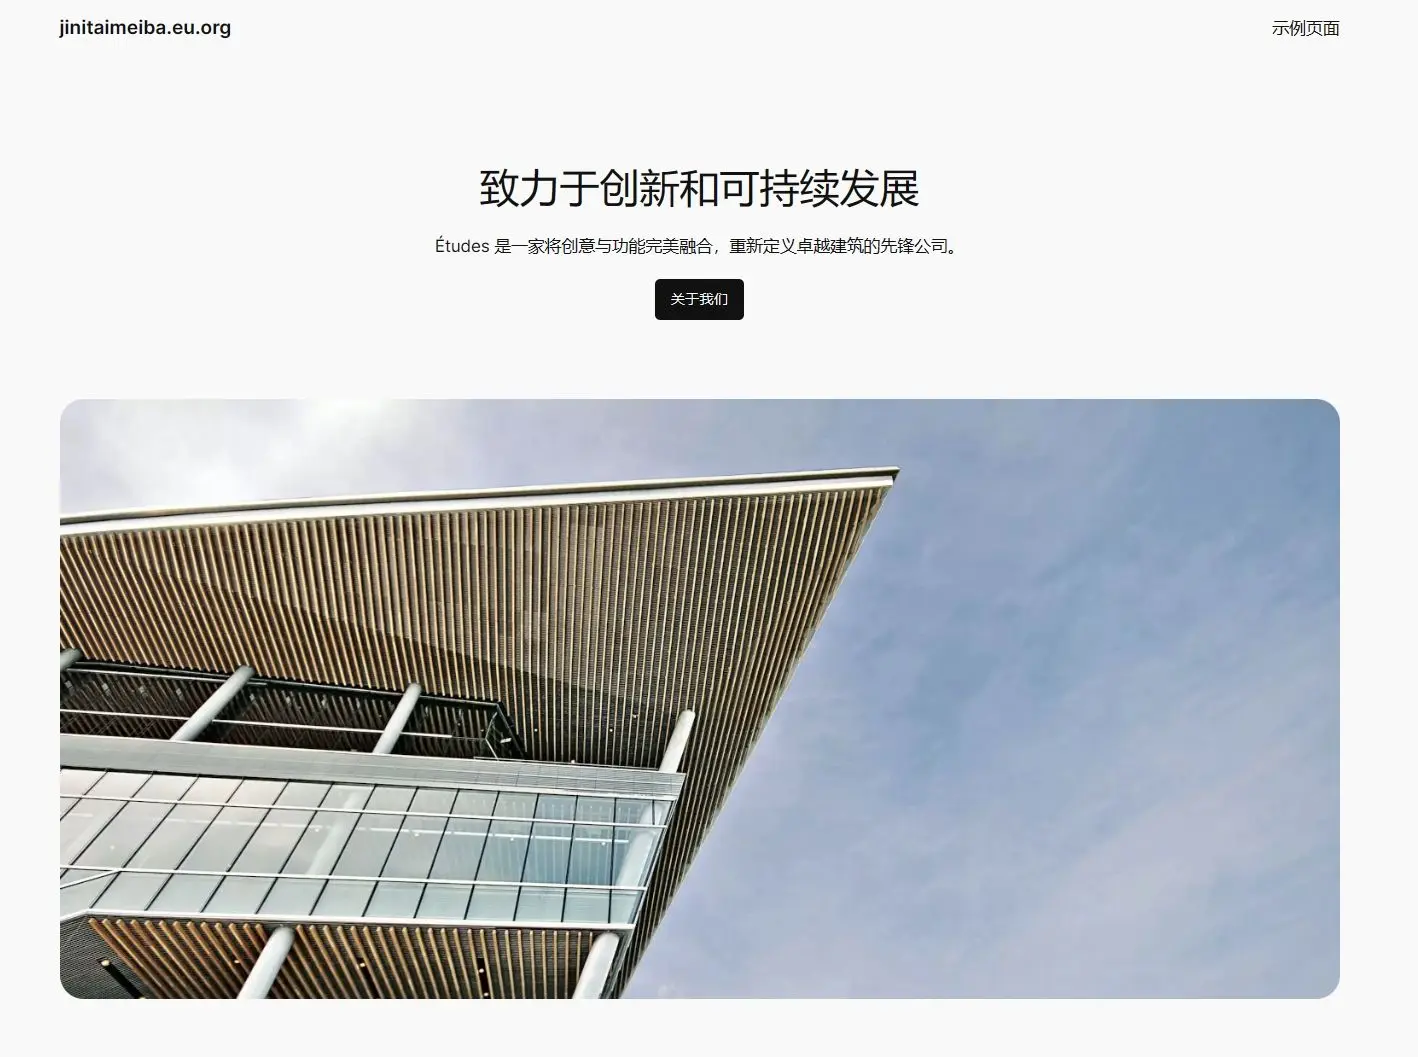 jinitaimeiba.eu.org
示例页面
致力于创新和可持续发展
Études 是一家将创意与功能完美融合，重新定义卓越建筑的先锋公司。
关于我们